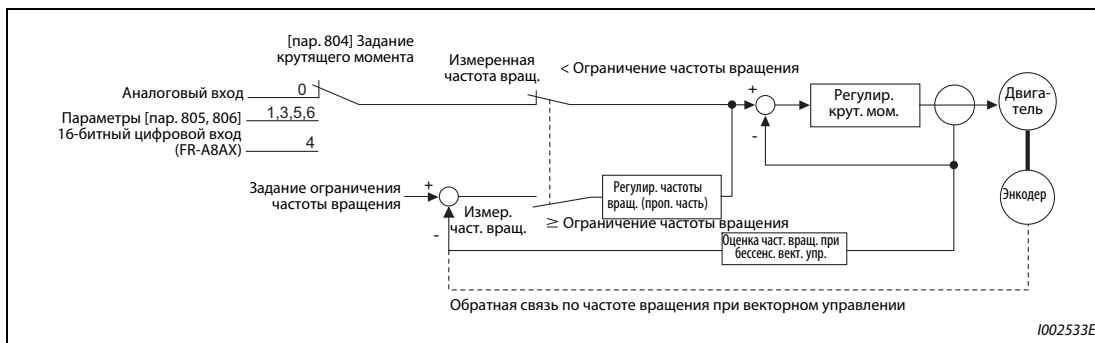 [пар. 804] Задание
крутящего момента
Измеренная
частота вращ.
< Ограничение частоты вращения
Аналоговый вход
0
Параметры [пар. 805, 806]
1,3,5,6
16-битный цифровой вход
(FR-A8AX)
4
+
-
Регулир.
крут. мом.
Двига-
тель
Задание ограничения
частоты вращения
+
-
Измер.
част. вращ.
Регулир. частоты
вращ. (проп. часть)
≥ Ограничение частоты вращения
Энкодер
Оценка част. вращ. при
бессенс. вект. упр.
Обратная связь по частоте вращения при векторном управлении
I002533E